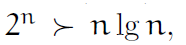 2ⁿ ≻ n lg n,